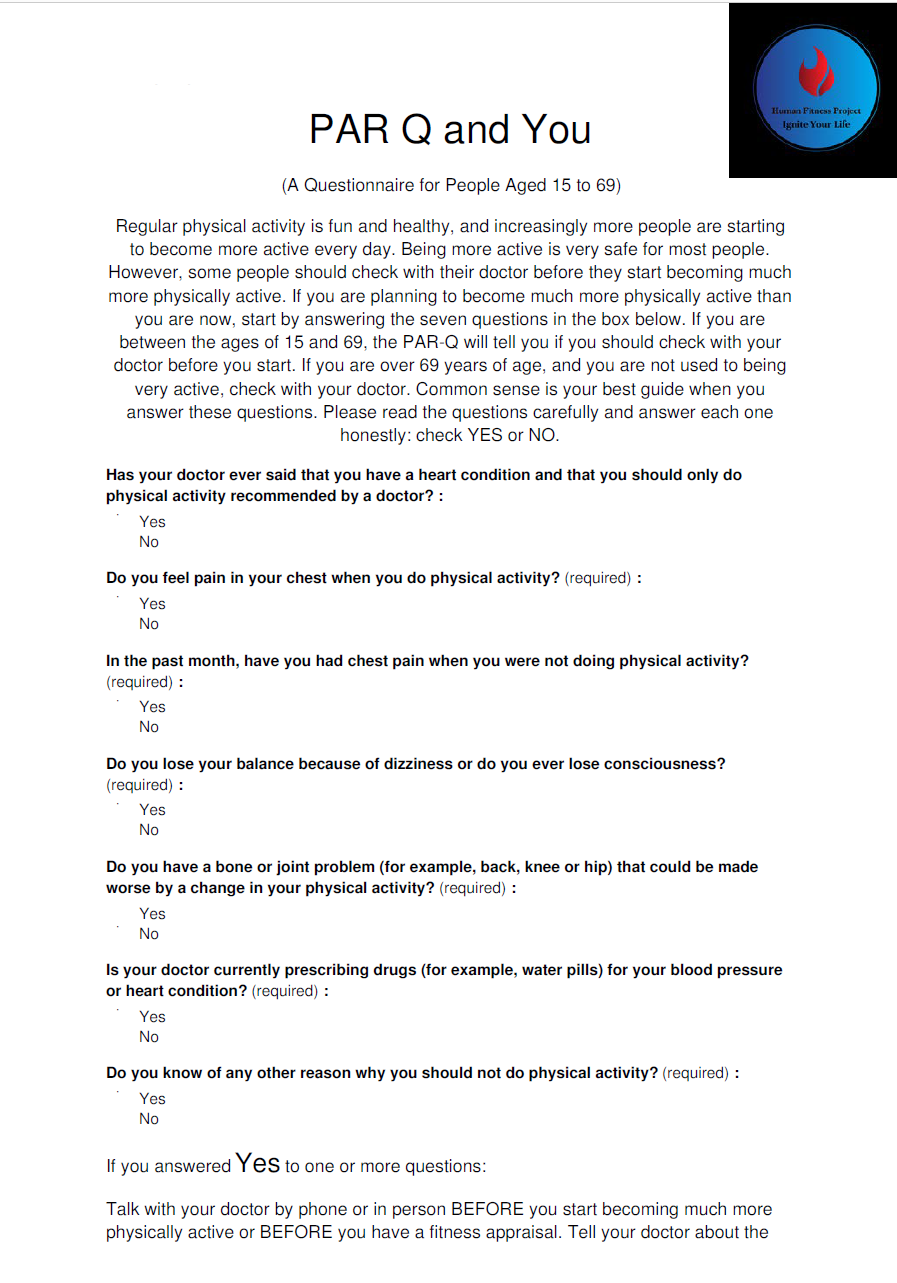 Human Fitness Project
Ignite Your Life
PAR Q and You
(A Questionnaire for People Aged 15 to 69)
Regular physical activity is fun and healthy, and increasingly more people are starting
to become more active every day. Being more active is very safe for most people.
However, some people should check with their doctor before they start becoming much
more physically active. If you are planning to become much more physically active than
you are now, start by answering the seven questions in the box below. If you are
between the ages of 15 and 69, the PAR-Q will tell you if you should check with your
doctor before you start. If you are over 69 years of age, and you are not used to being
very active, check with your doctor. Common sense is your best guide when you
answer these questions. Please read the questions carefully and answer each one
honestly: check YES or NO.
Has your doctor ever said that you have a heart condition and that you should only do
physical activity recommended by a doctor? :
Yes
No
Do you feel pain in your chest when you do physical activity? (required) :
Yes
No
In the past month, have you had chest pain when you were not doing physical activity?
(required) :
Yes
No
Do you lose your balance because of dizziness or do you ever lose consciousness?
(required) :
Yes
No
Do you have a bone or joint problem (for example, back, knee or hip) that could be made
worse by a change in your physical activity? (required) :
Yes
No
Is your doctor currently prescribing drugs (for example, water pills) for your blood pressure
or heart condition? (required) :
Yes
No
Do you know of any other reason why you should not do physical activity? (required) :
Yes
No
If you answered Yes to one or more questions:
Talk with your doctor by phone or in person BEFORE you start becoming much more
physically active or BEFORE you have a fitness appraisal. Tell your doctor about the